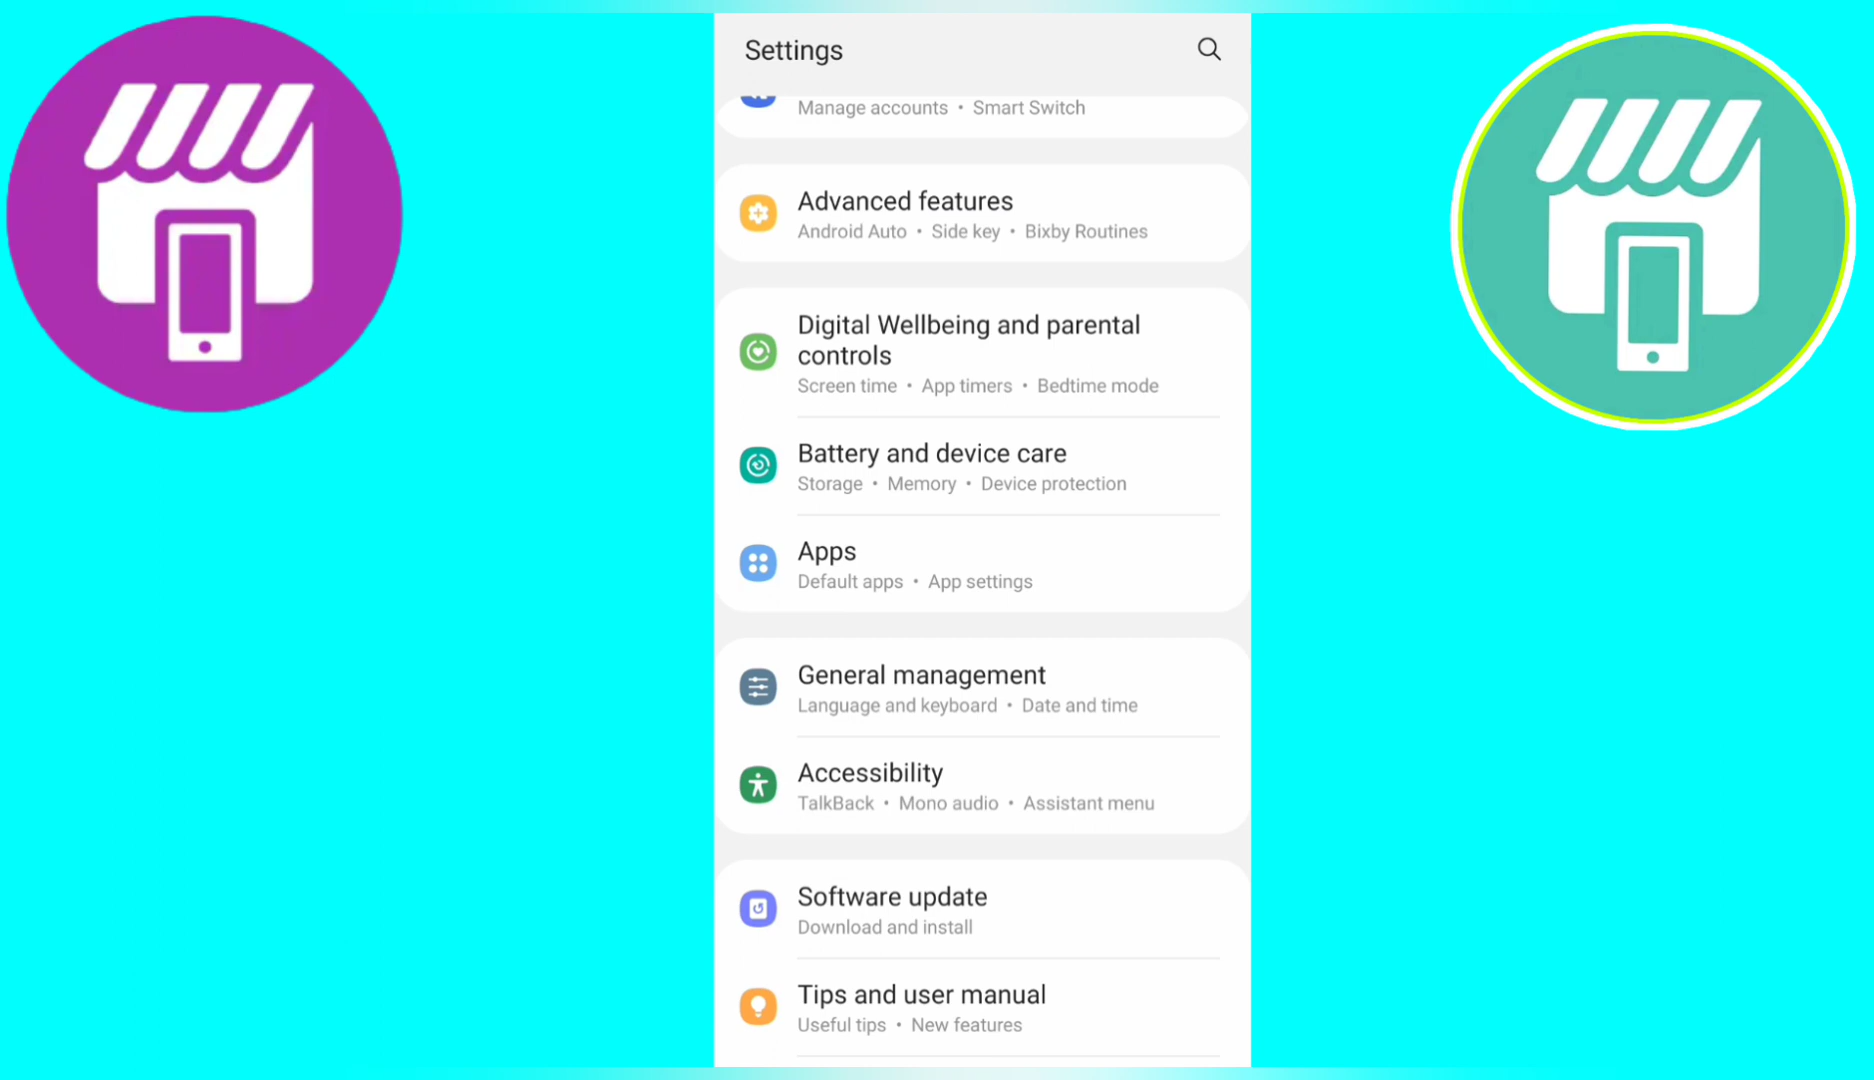 Settings
Manage accounts • Smart Switch
Advanced features
Android Auto • Side key • Bixby Routines
Digital Wellbeing and parental
controls
Screen time • App timers • Bedtime mode
Battery and device care
Storage • Memory • Device protection
Apps
Default apps • App settings
General management
Language and keyboard • Date and time
Accessibility
TalkBack • Mono audio • Assistant menu
Software update
Download and install
Tips and user manual
Useful tips • New features